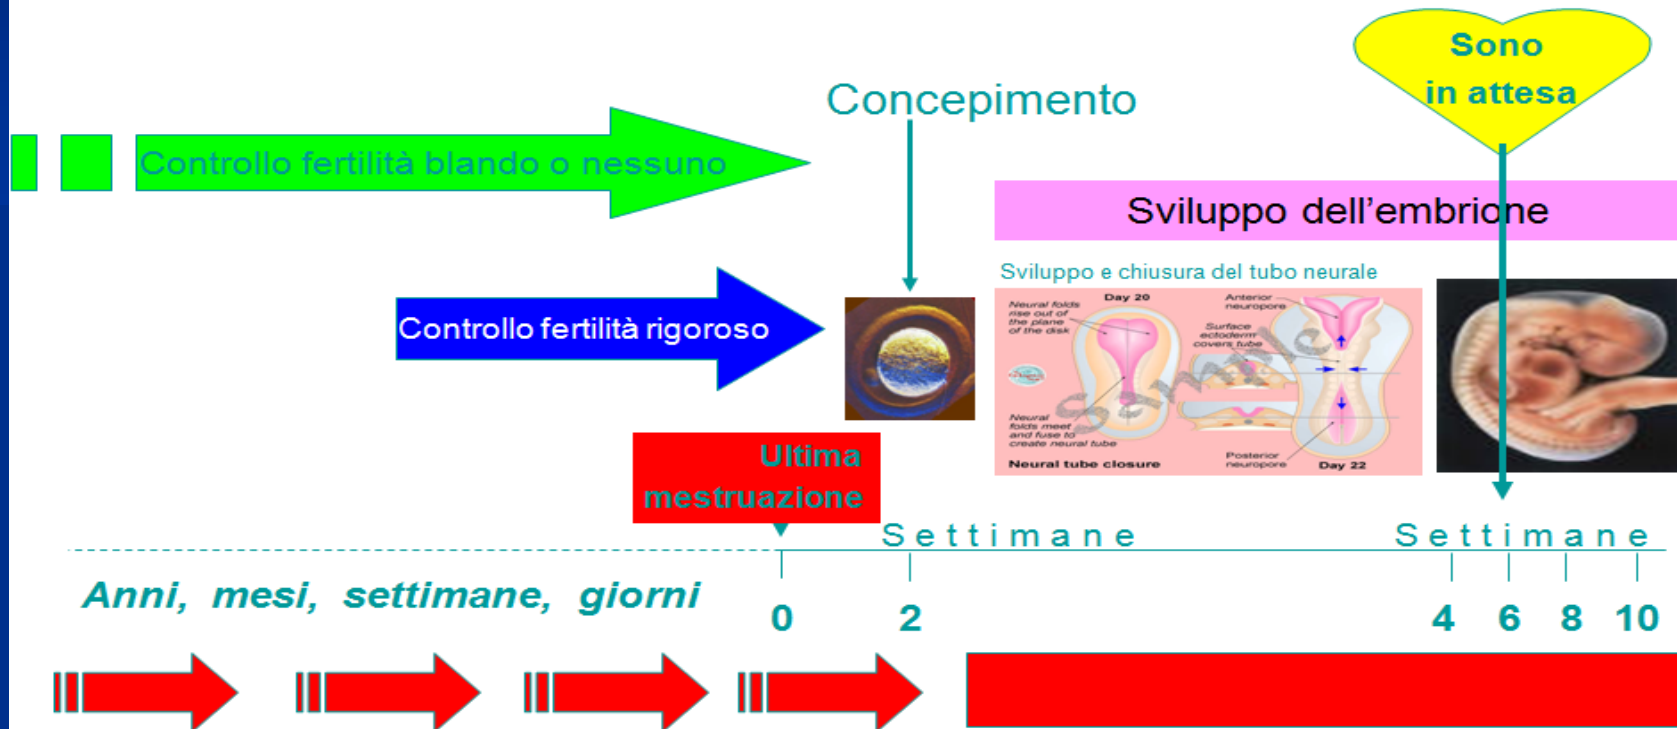 Sono
in attesa
Concepimento
Controllo fertilità blando o nessuno
Sviluppo dell'embrione
Sviluppo e chiusura del tubo neurale
Controllo fertilità rigoroso
Neural folds
rise out of
the plane
of the disk
Day 20
Anterior
neuropore
Surface
ectoderm
covers tube
Sample
Neural
folds meet
and fuse to
create neural tube
Neural tube closure
Posterior
neuropore
Day 22
Ultima
mestruazione
Settimane
Settimane
Anni, mesi, settimane, giorni
0 2 4 6 8 10